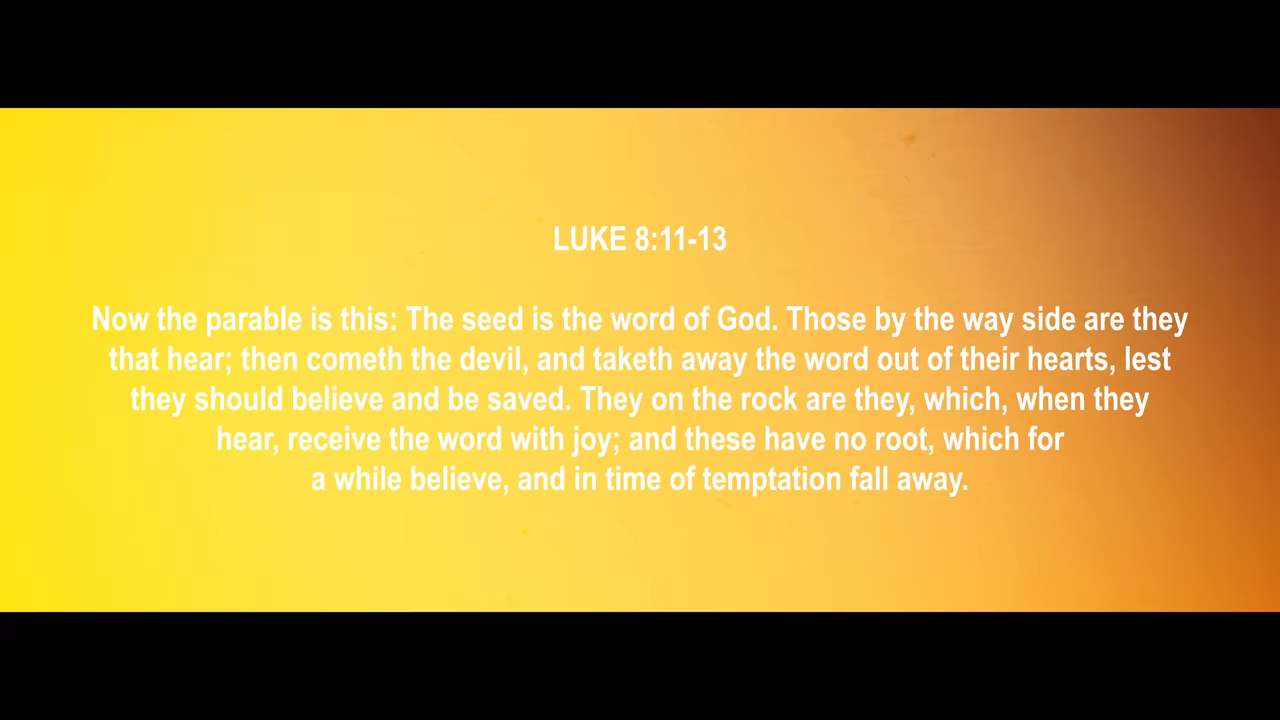 LUKE 8:11-13
Now the parable is this: The seed is the word of God. Those by the way side are they
that hear; then cometh the devil, and taketh away the word out of their hearts, lest
they should believe and be saved. They on the rock are they, which, when they
hear, receive the word with joy; and these have no root, which for
a while believe, and in time of temptation fall away.